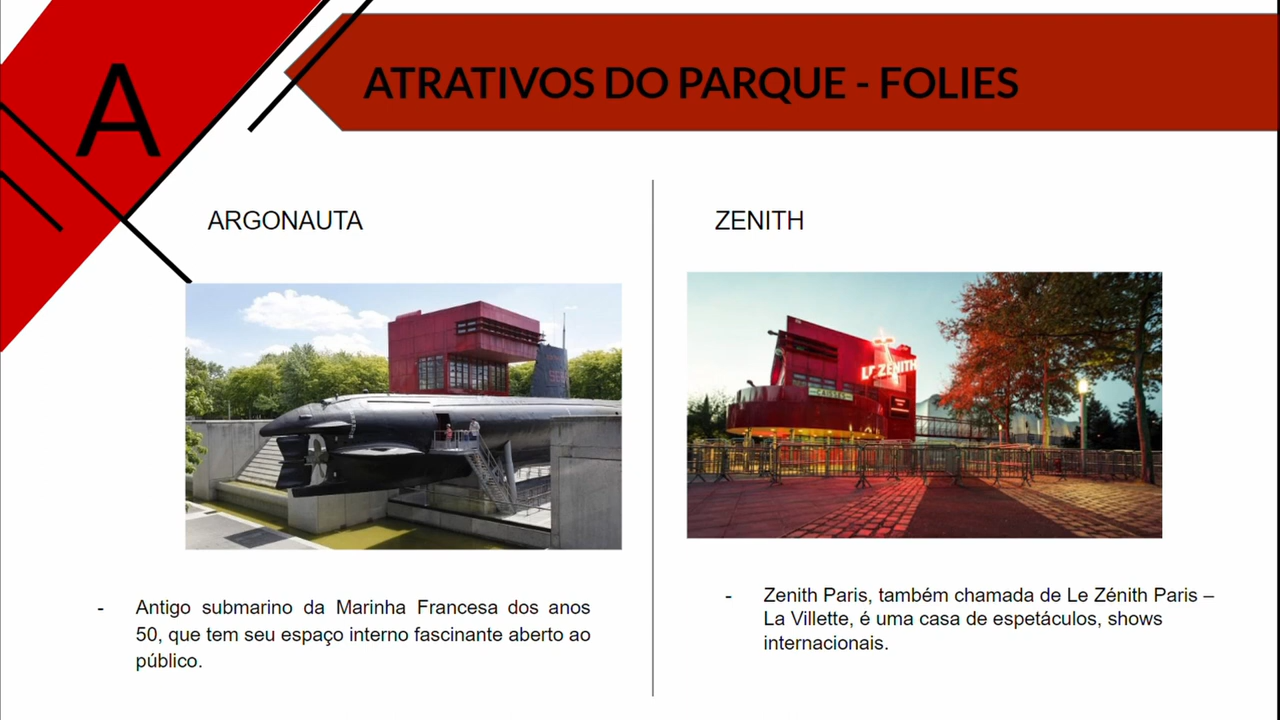 A
ATRATIVOS DO PARQUE - FOLIES
ARGONAUTA
- Antigo submarino da Marinha Francesa dos anos
50, que tem seu espaço interno fascinante aberto ao
público.
ZENITH
LE ZENITH
CAISSES
- Zenith Paris, também chamada de Le Zénith Paris –
La Villette, é uma casa de espetáculos, shows
internacionais.